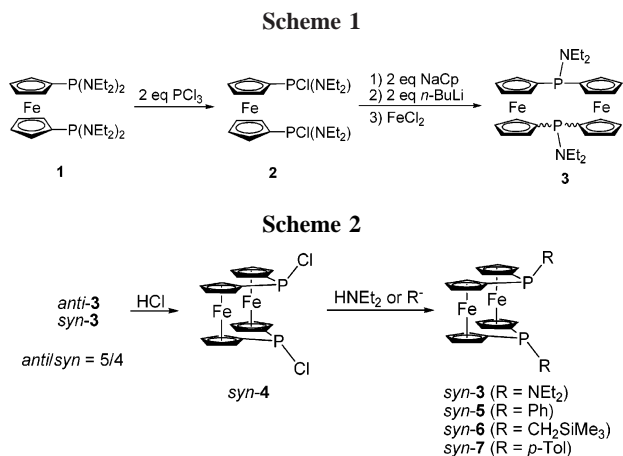 Scheme 1
P(NEt2)2
Fe
P(NEt2)2
1
2 eq PCl3
PCl(NEt2)
Fe
PCl(NEt2)
2
1) 2 eq NaCp
2) 2 eq n-BuLi
3) FeCl2
NEt2
P
Fe Fe
P
NEt2
3
Scheme 2
anti-3
syn-3
anti/syn = 5/4
HCl
Cl
P
Fe Fe
P
Cl
syn-4
HNEt2 or R-
R
P
Fe Fe
P
R
syn-3 (R = NEt2)
syn-5 (R = Ph)
syn-6 (R = CH2SiMe3)
syn-7 (R = p-Tol)